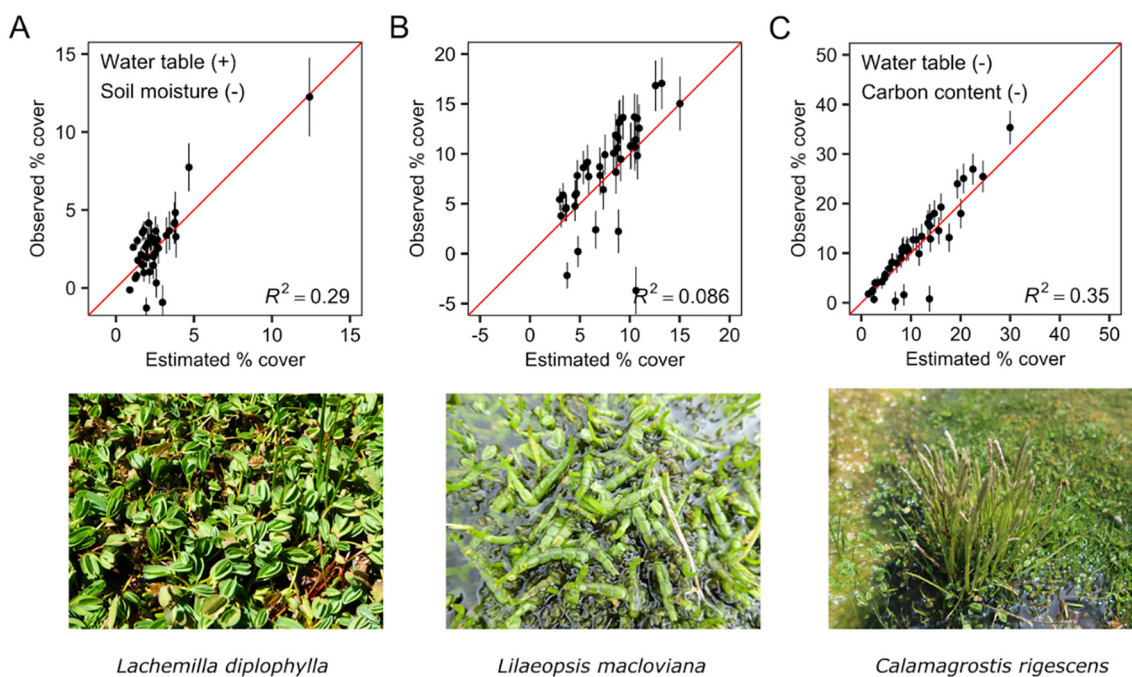 A
Water table (+)
Soil moisture (-)
15
10
5
0
Observed % cover
R² = 0.29
0 5 10 15
Estimated % cover
B
20
15
10
5
0
-5
Observed % cover
R² = 0.086
-5 0 5 10 15 20
Estimated % cover
C
Water table (-)
Carbon content (-)
50
40
30
20
10
0
Observed % cover
R² = 0.35
0 10 20 30 40 50
Estimated % cover
Lachemilla diplophylla
Lilaeopsis macloviana
Calamagrostis rigescens